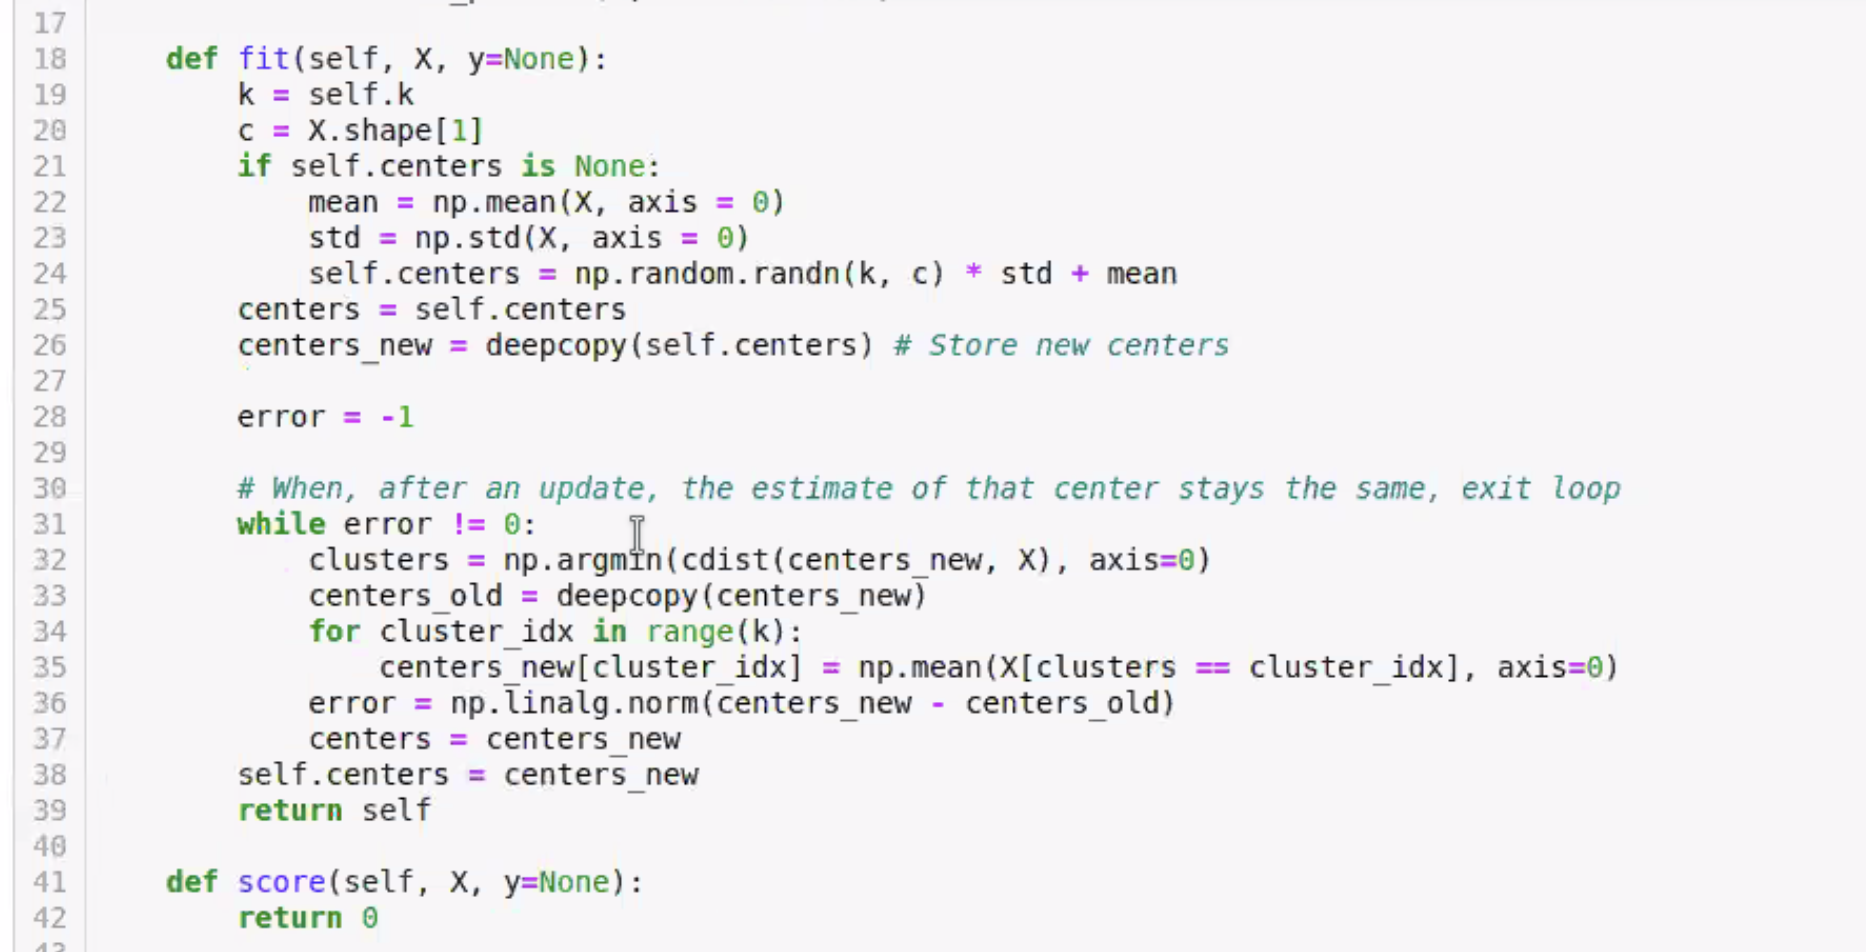 17
18 def fit(self, X, y=None):
19 k = self.k
20 c = X.shape[1]
21 if self.centers is None:
22 mean = np.mean(X, axis = 0)
23 std = np.std(X, axis = 0)
24 self.centers = np.random.randn(k, c) * std + mean
25 centers = self.centers
26 centers_new = deepcopy(self.centers) # Store new centers
27
28 error = -1
29
30 # When, after an update, the estimate of that center stays the same, exit loop
31 while error != 0:
32 clusters = np.argmin(cdist(centers_new, X), axis=0)
33 centers_old = deepcopy(centers_new)
34 for cluster_idx in range(k):
35 centers_new[cluster_idx] = np.mean(X[clusters == cluster_idx], axis=0)
36 error = np.linalg.norm(centers_new - centers_old)
37 centers = centers_new
38 self.centers = centers_new
39 return self
40
41 def score(self, X, y=None):
42 return 0